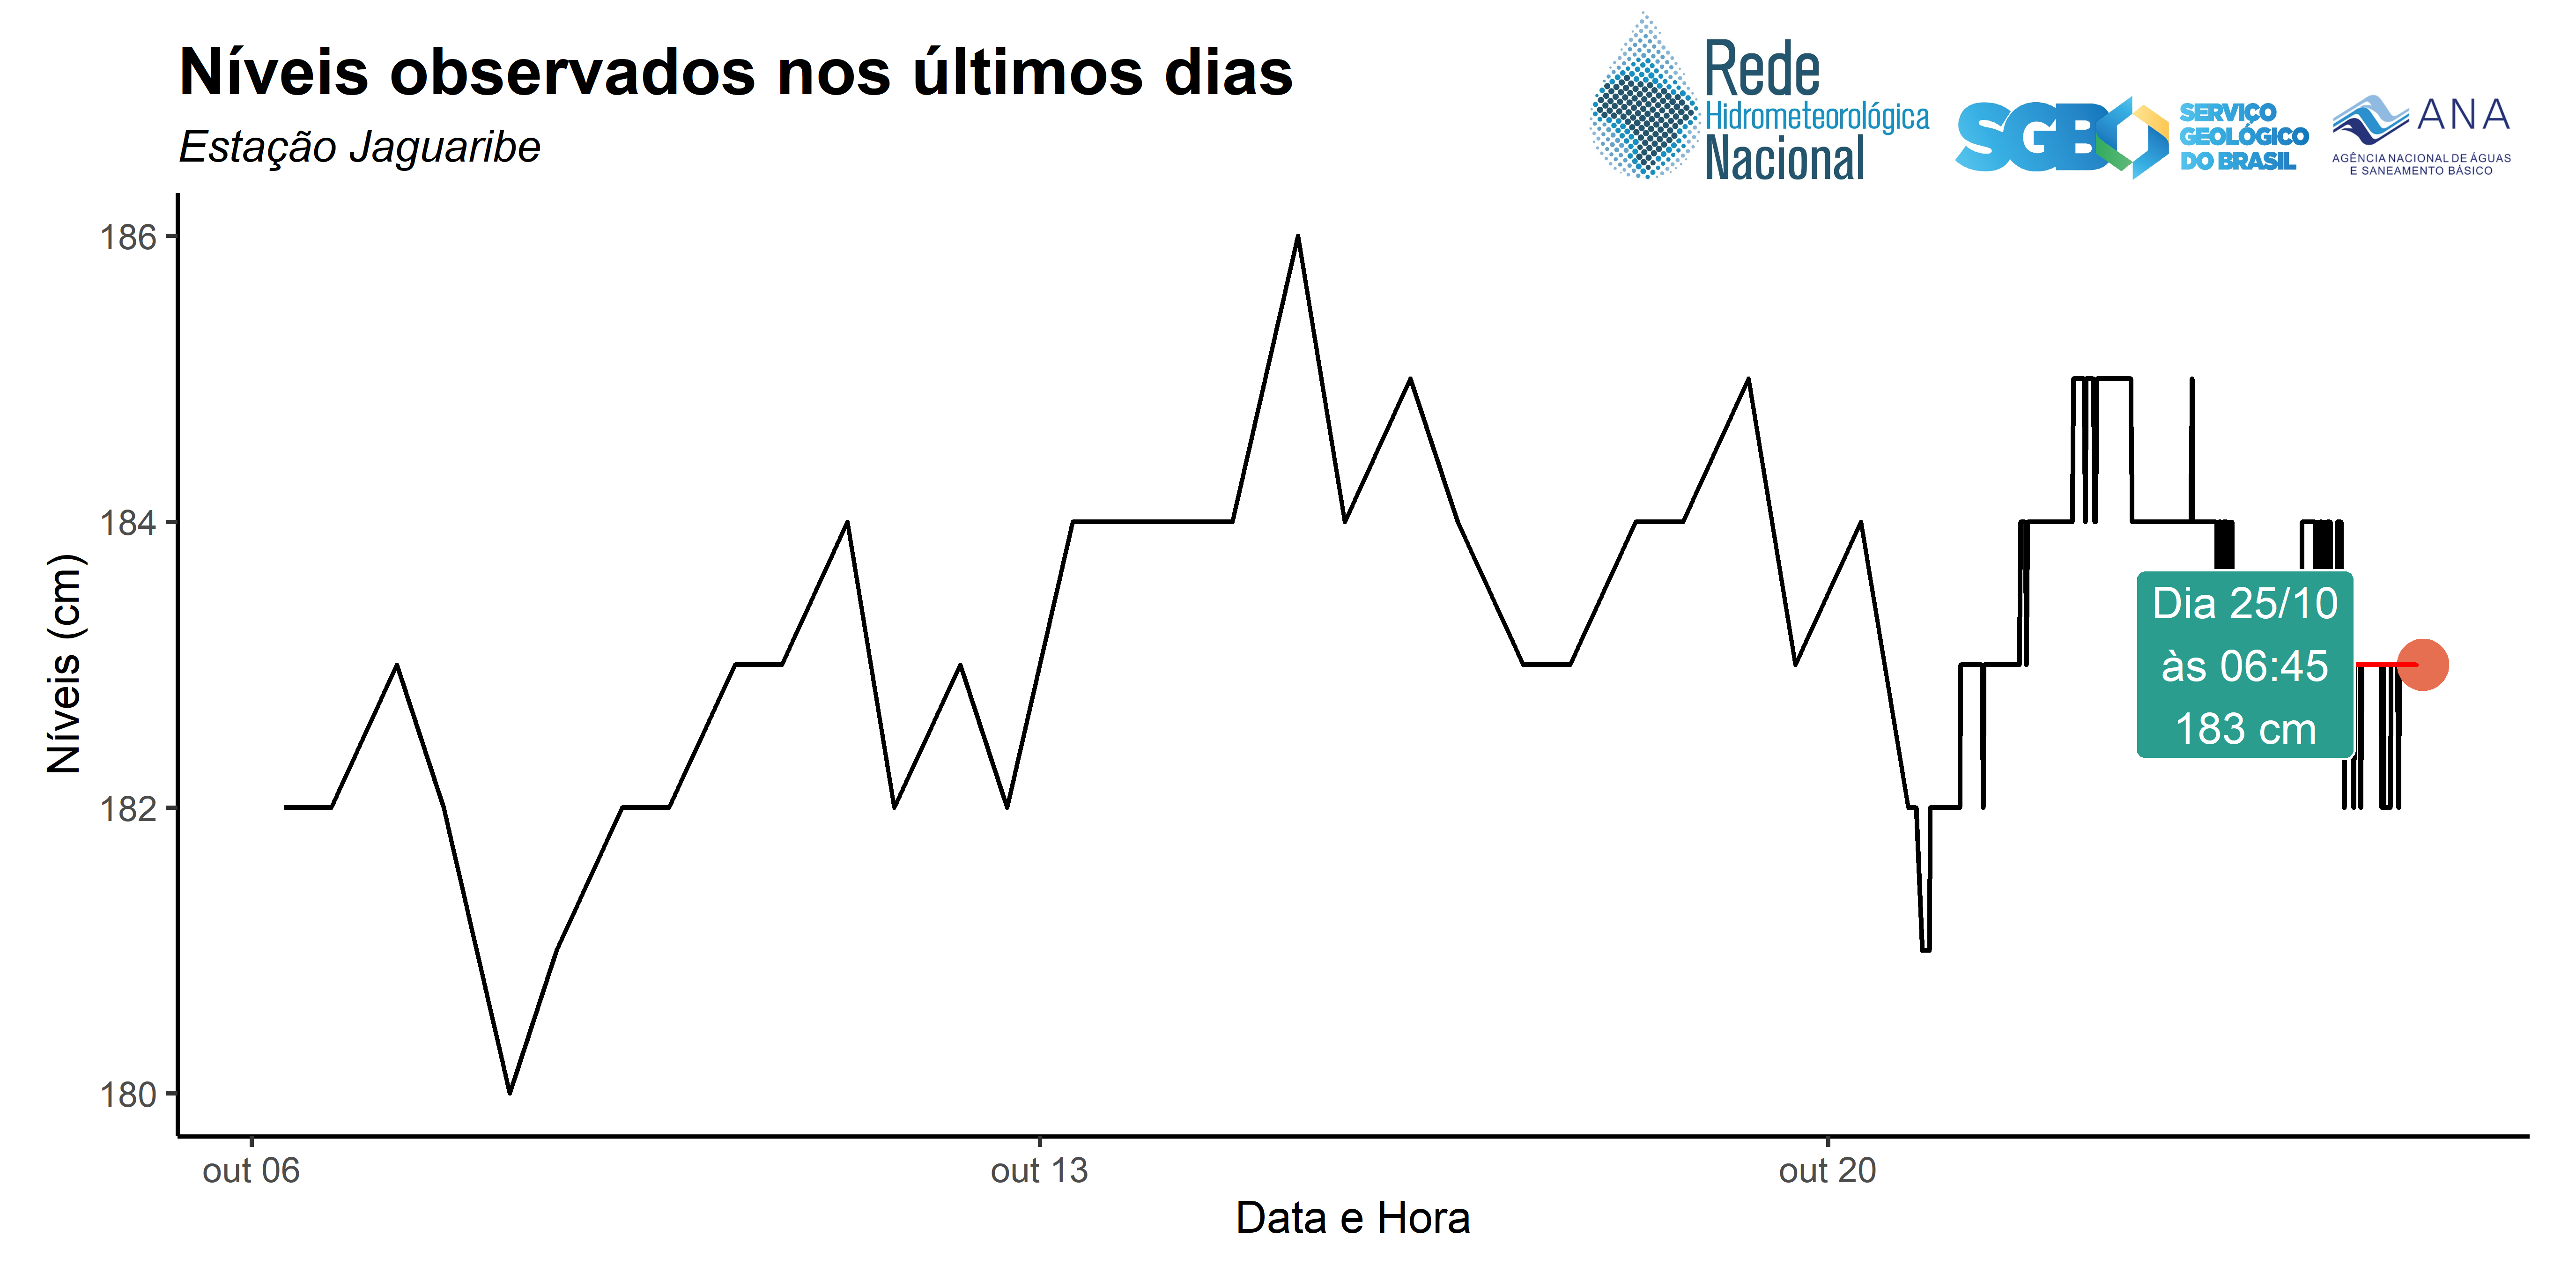 Níveis observados nos últimos dias
Estação Jaguaribe
Rede
Hidrometeorológica
Nacional
SGB
SERVIÇO
GEOLÓGICO
DO BRASIL
ANA
AGÊNCIA NACIONAL DE ÁGUAS
E SANEAMENTO BÁSICO
Níveis (cm)
186
184
182
180
Dia 25/10
às 06:45
183 cm
out 06
out 13
out 20
Data e Hora